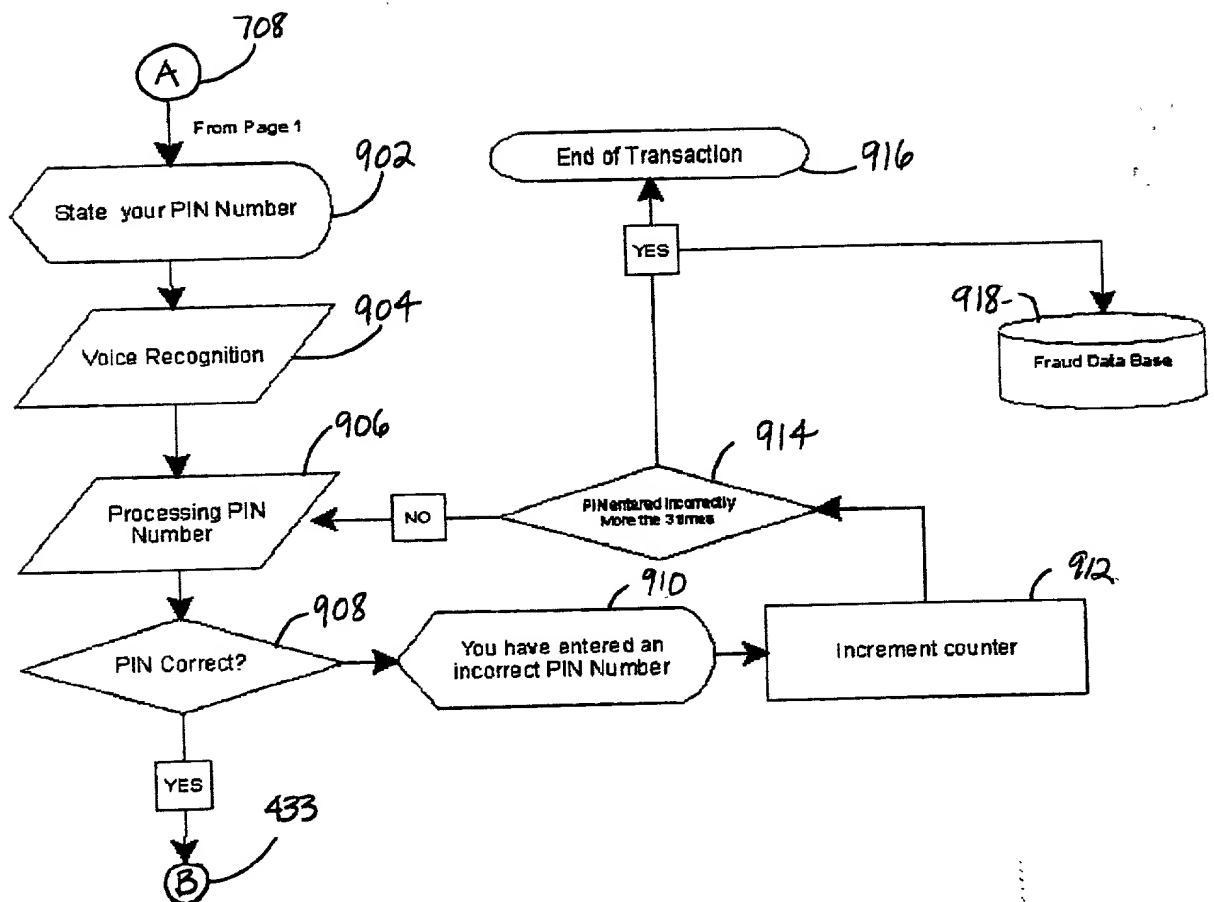 708
A
From Page 1
902
State your PIN Number
End of Transaction
916
YES
904
Voice Recognition
918-
Fraud Data Base
906
Processing PIN
Number
NO
914
PIN entered Incorrectly
More the 3 times
908
PIN Correct?
910
You have entered an
incorrect PIN Number
912
Increment counter
YES
433
B